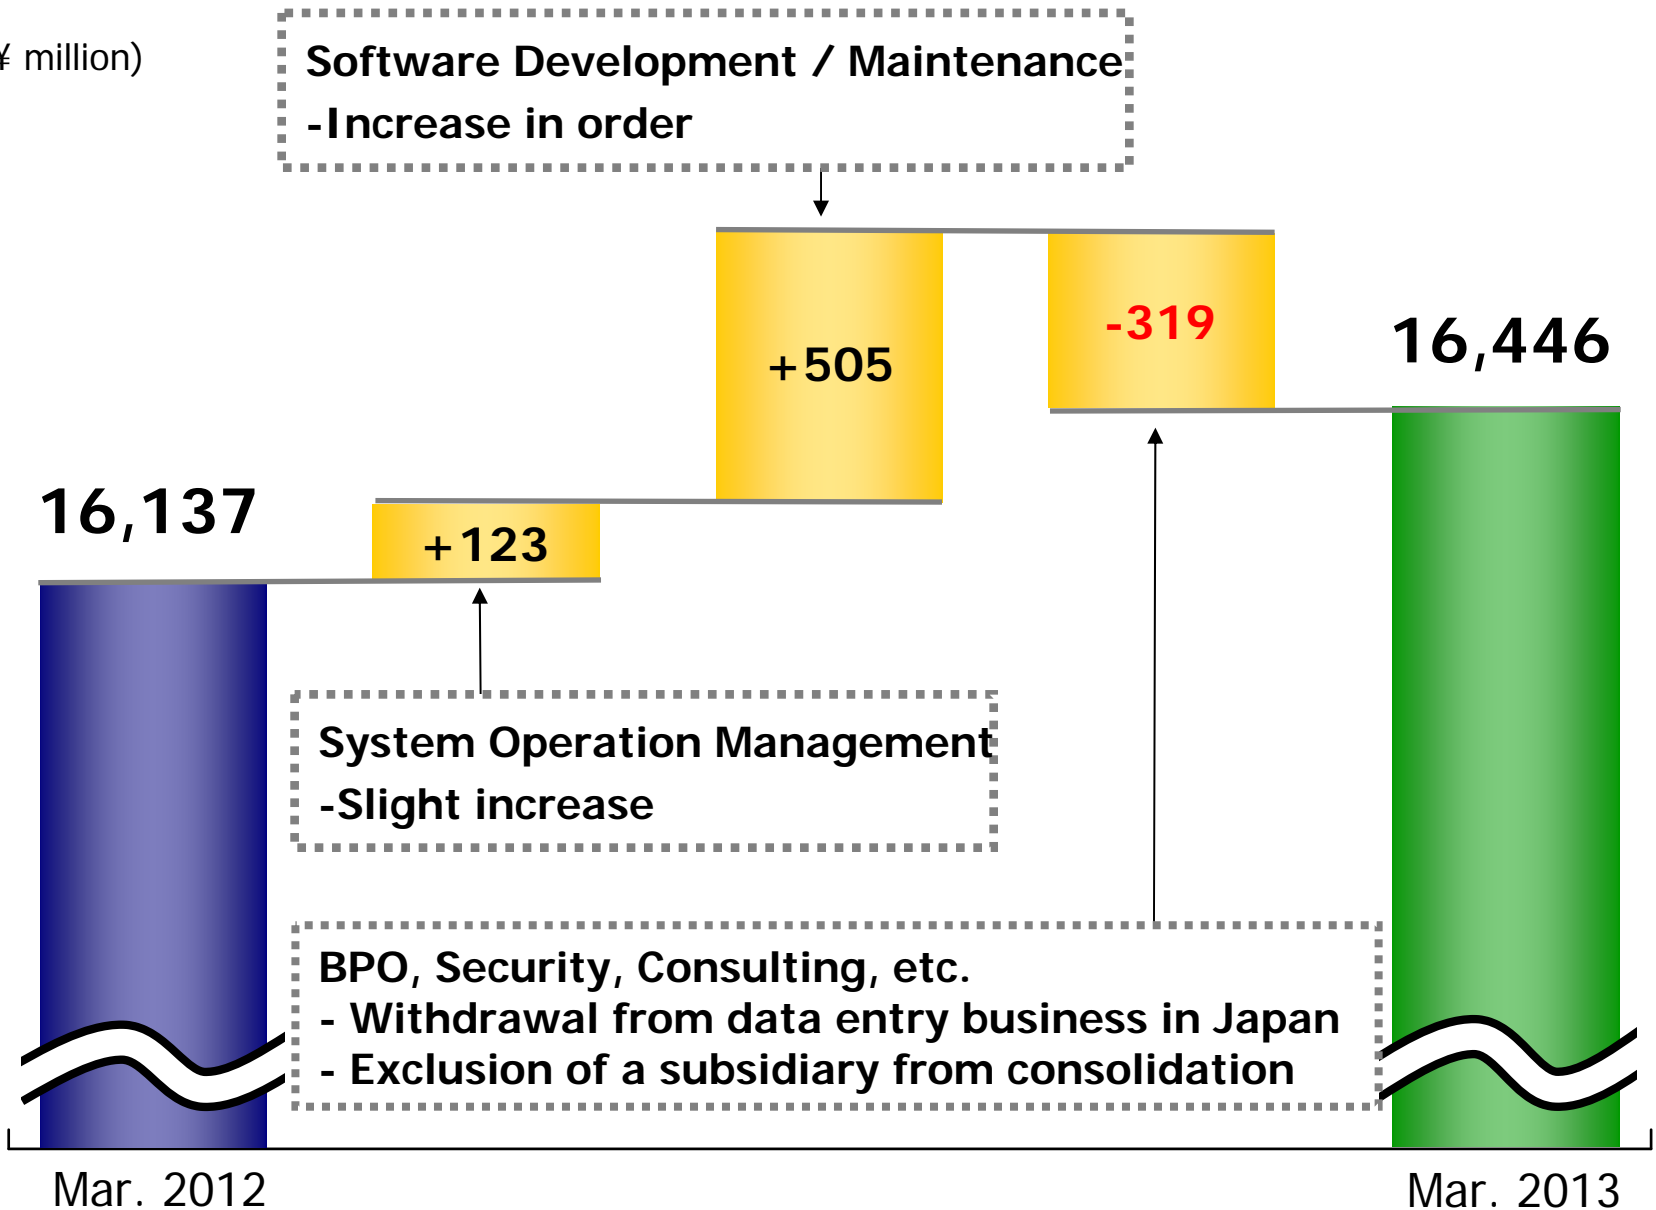 ¥ million)
Software Development / Maintenance
-Increase in order
-319
16,446
+505
16,137
+123
System Operation Management
-Slight increase
BPO, Security, Consulting, etc.
- Withdrawal from data entry business in Japan
- Exclusion of a subsidiary from consolidation
Mar. 2012
Mar. 2013